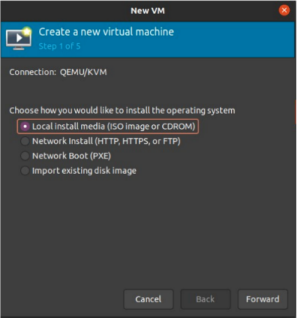 New VM
Create a new virtual machine
Step 1 of 5
Connection: QEMU/KVM
Choose how you would like to install the operating system
Local install media (ISO image or CDROM)
Network Install (HTTP, HTTPS, or FTP)
Network Boot (PXE)
Import existing disk image
Cancel Back Forward